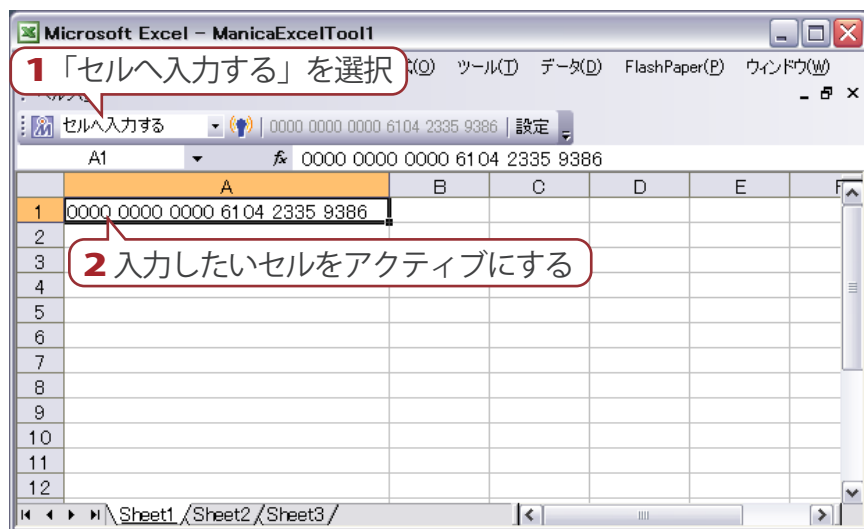 Microsoft Excel - ManicaExcelTool1
1「セルへ入力する」を選択
(O) ツール(T) データ(D) FlashPaper(P) ウィンドウ(W)
セルへ入力する 0000 0000 0000 6104 2335 9386 設定
A1 fx 0000 0000 0000 6104 2335 9386
A B C D E
1 0000 0000 0000 6104 2335 9386
2
2 入力したいセルをアクティブにする
3
4
5
6
7
8
9
10
11
12
Sheet1 Sheet2 Sheet3